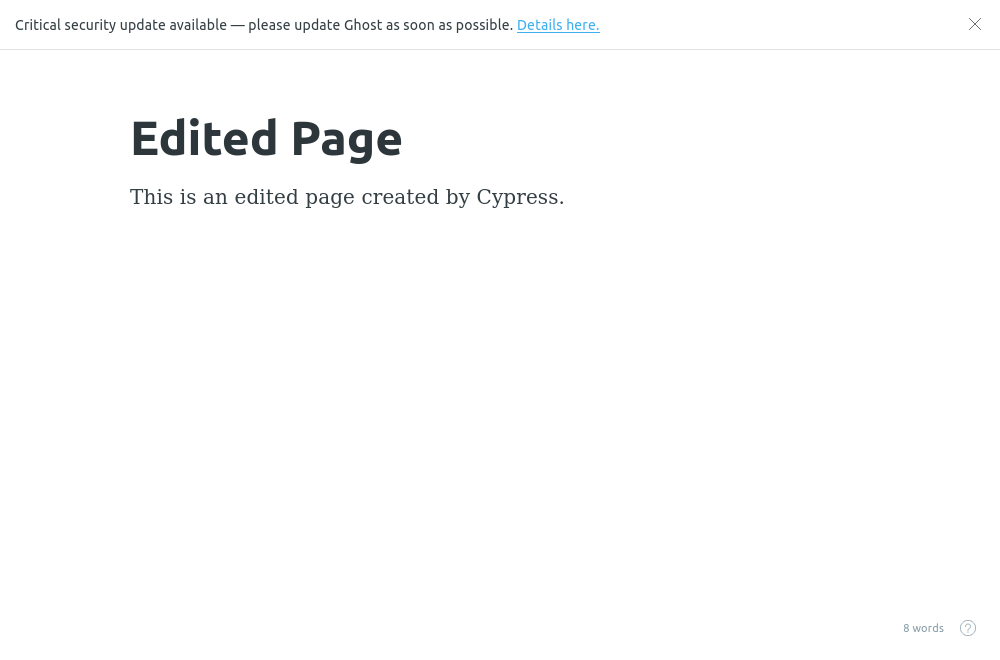 Critical security update available — please update Ghost as soon as possible. Details here.
Edited Page
This is an edited page created by Cypress.
8 words
?